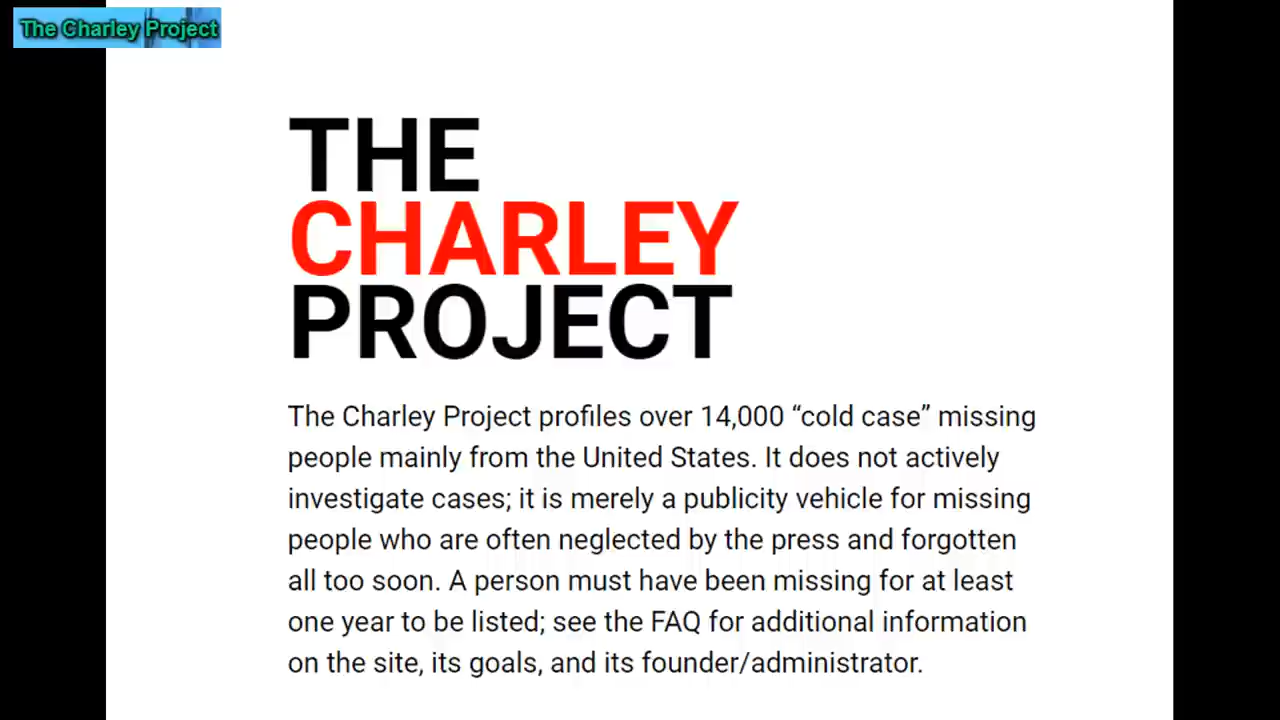 The Charley Project
THE
CHARLEY
PROJECT
The Charley Project profiles over 14,000 “cold case” missing
people mainly from the United States. It does not actively
investigate cases; it is merely a publicity vehicle for missing
people who are often neglected by the press and forgotten
all too soon. A person must have been missing for at least
one year to be listed; see the FAQ for additional information
on the site, its goals, and its founder/administrator.